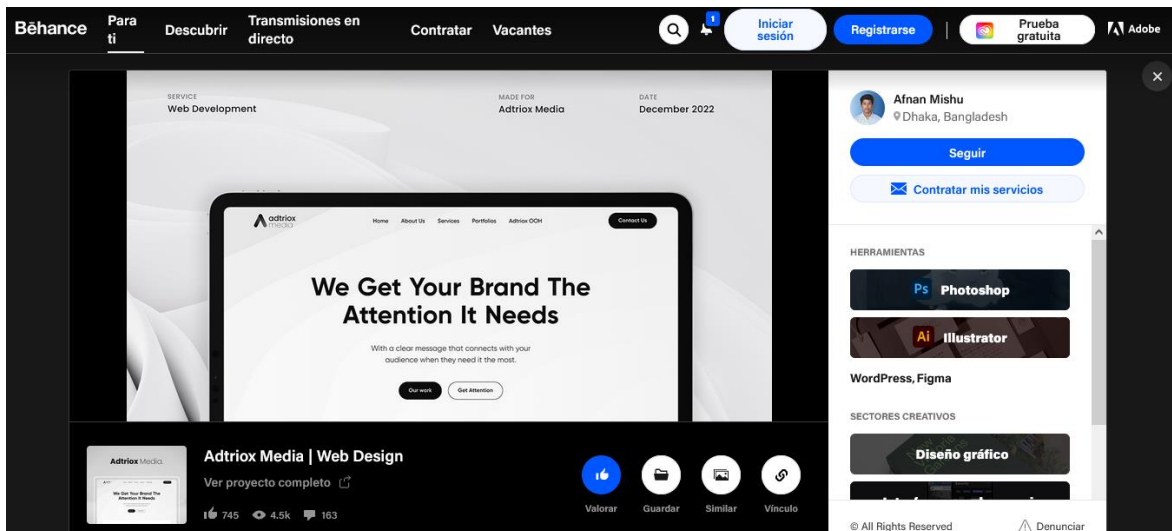 Bēhance
Para ti
Descubrir
Transmisiones en directo
Contratar
Vacantes
1
Iniciar sesión
Registrarse
Prueba gratuita
Adobe
SERVICE
Web Development
MADE FOR
Adtriox Media
DATE
December 2022
adtriox
media
Home About Us Services Portfolios Adtriox OOH
Contact Us
We Get Your Brand The
Attention It Needs
With a clear message that connects with your
audience when they need it the most.
Our work
Get Attention
Afnan Mishu
Dhaka, Bangladesh
Seguir
Contratar mis servicios
HERRAMIENTAS
Ps Photoshop
Ai Illustrator
WordPress, Figma
SECTORES CREATIVOS
Diseño gráfico
© All Rights Reserved
Denunciar
Adtriox Media.
We Get Your Brand The
Attention It Needs
Adtriox Media | Web Design
Ver proyecto completo
745 4.5k 163
Valorar
Guardar
Similar
Vínculo